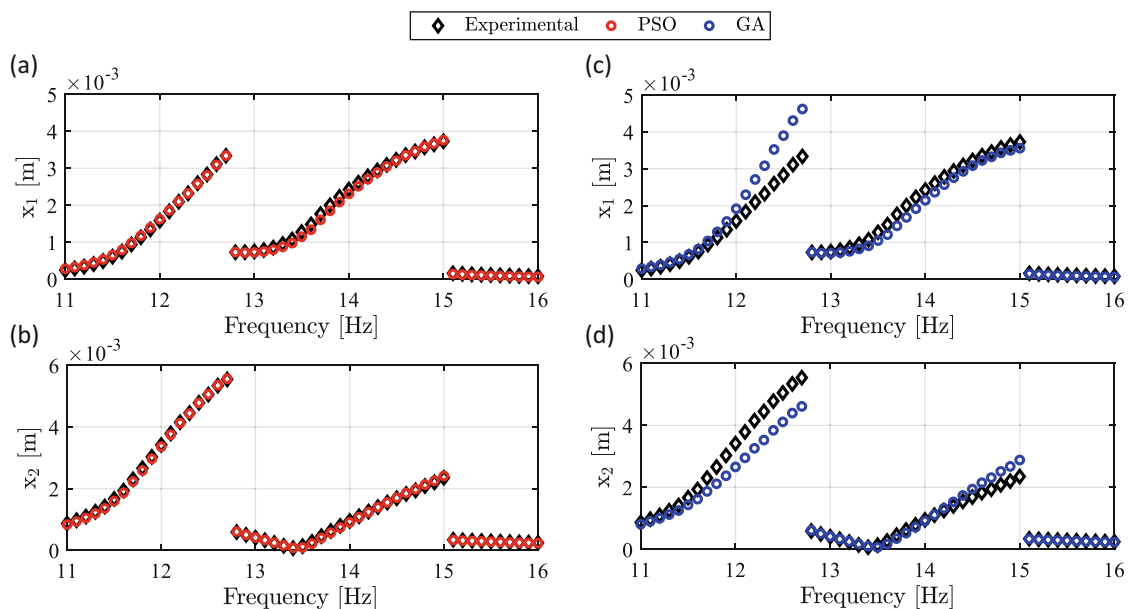 Experimental PSO GA
(a)
×10⁻³
5
4
3
2
1
0
x₁ [m]
11 12 13 14 15 16
Frequency [Hz]
(c)
×10⁻³
5
4
3
2
1
0
x₁ [m]
11 12 13 14 15 16
Frequency [Hz]
(b)
×10⁻³
6
4
2
0
x₂ [m]
11 12 13 14 15 16
Frequency [Hz]
(d)
×10⁻³
6
4
2
0
x₂ [m]
11 12 13 14 15 16
Frequency [Hz]